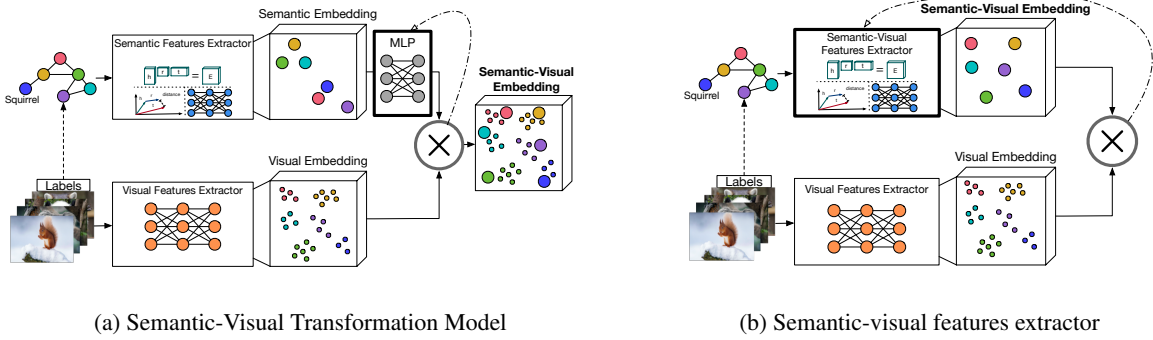 Semantic Embedding
Semantic Features Extractor
h r t = E
h r distance
t
Squirrel
MLP
Semantic-Visual
Embedding
Visual Embedding
Labels
Visual Features Extractor
(a) Semantic-Visual Transformation Model
Semantic-Visual Embedding
Semantic-Visual
Features Extractor
h r t = E
h r distance
t
Squirrel
Visual Embedding
Labels
Visual Features Extractor
(b) Semantic-visual features extractor